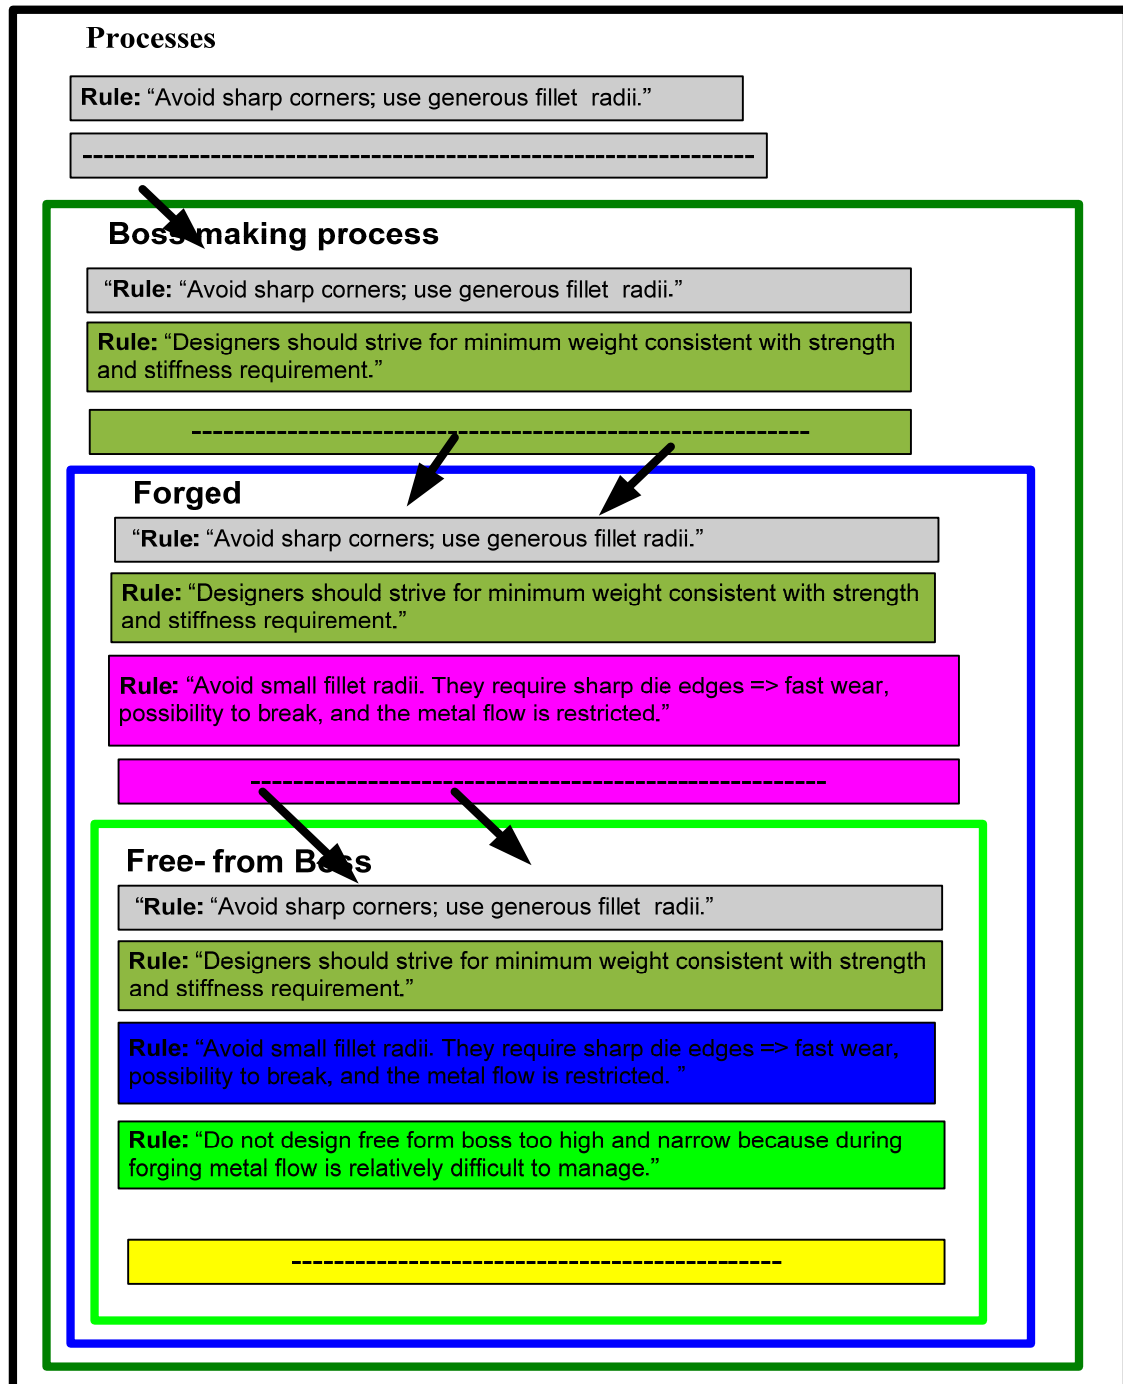 Processes
Rule: “Avoid sharp corners; use generous fillet radii.”
----------------------------------------------------------------
Boss making process
“Rule: “Avoid sharp corners; use generous fillet radii.”
Rule: “Designers should strive for minimum weight consistent with strength
and stiffness requirement.”
-----------------------------------------------------------
Forged
“Rule: “Avoid sharp corners; use generous fillet radii.”
Rule: “Designers should strive for minimum weight consistent with strength
and stiffness requirement.”
Rule: “Avoid small fillet radii. They require sharp die edges => fast wear,
possibility to break, and the metal flow is restricted.”
-------------------------------------------------------
Free- from Boss
“Rule: “Avoid sharp corners; use generous fillet radii.”
Rule: “Designers should strive for minimum weight consistent with strength
and stiffness requirement.”
Rule: “Avoid small fillet radii. They require sharp die edges => fast wear,
possibility to break, and the metal flow is restricted. ”
Rule: “Do not design free form boss too high and narrow because during
forging metal flow is relatively difficult to manage.”
-----------------------------------------------